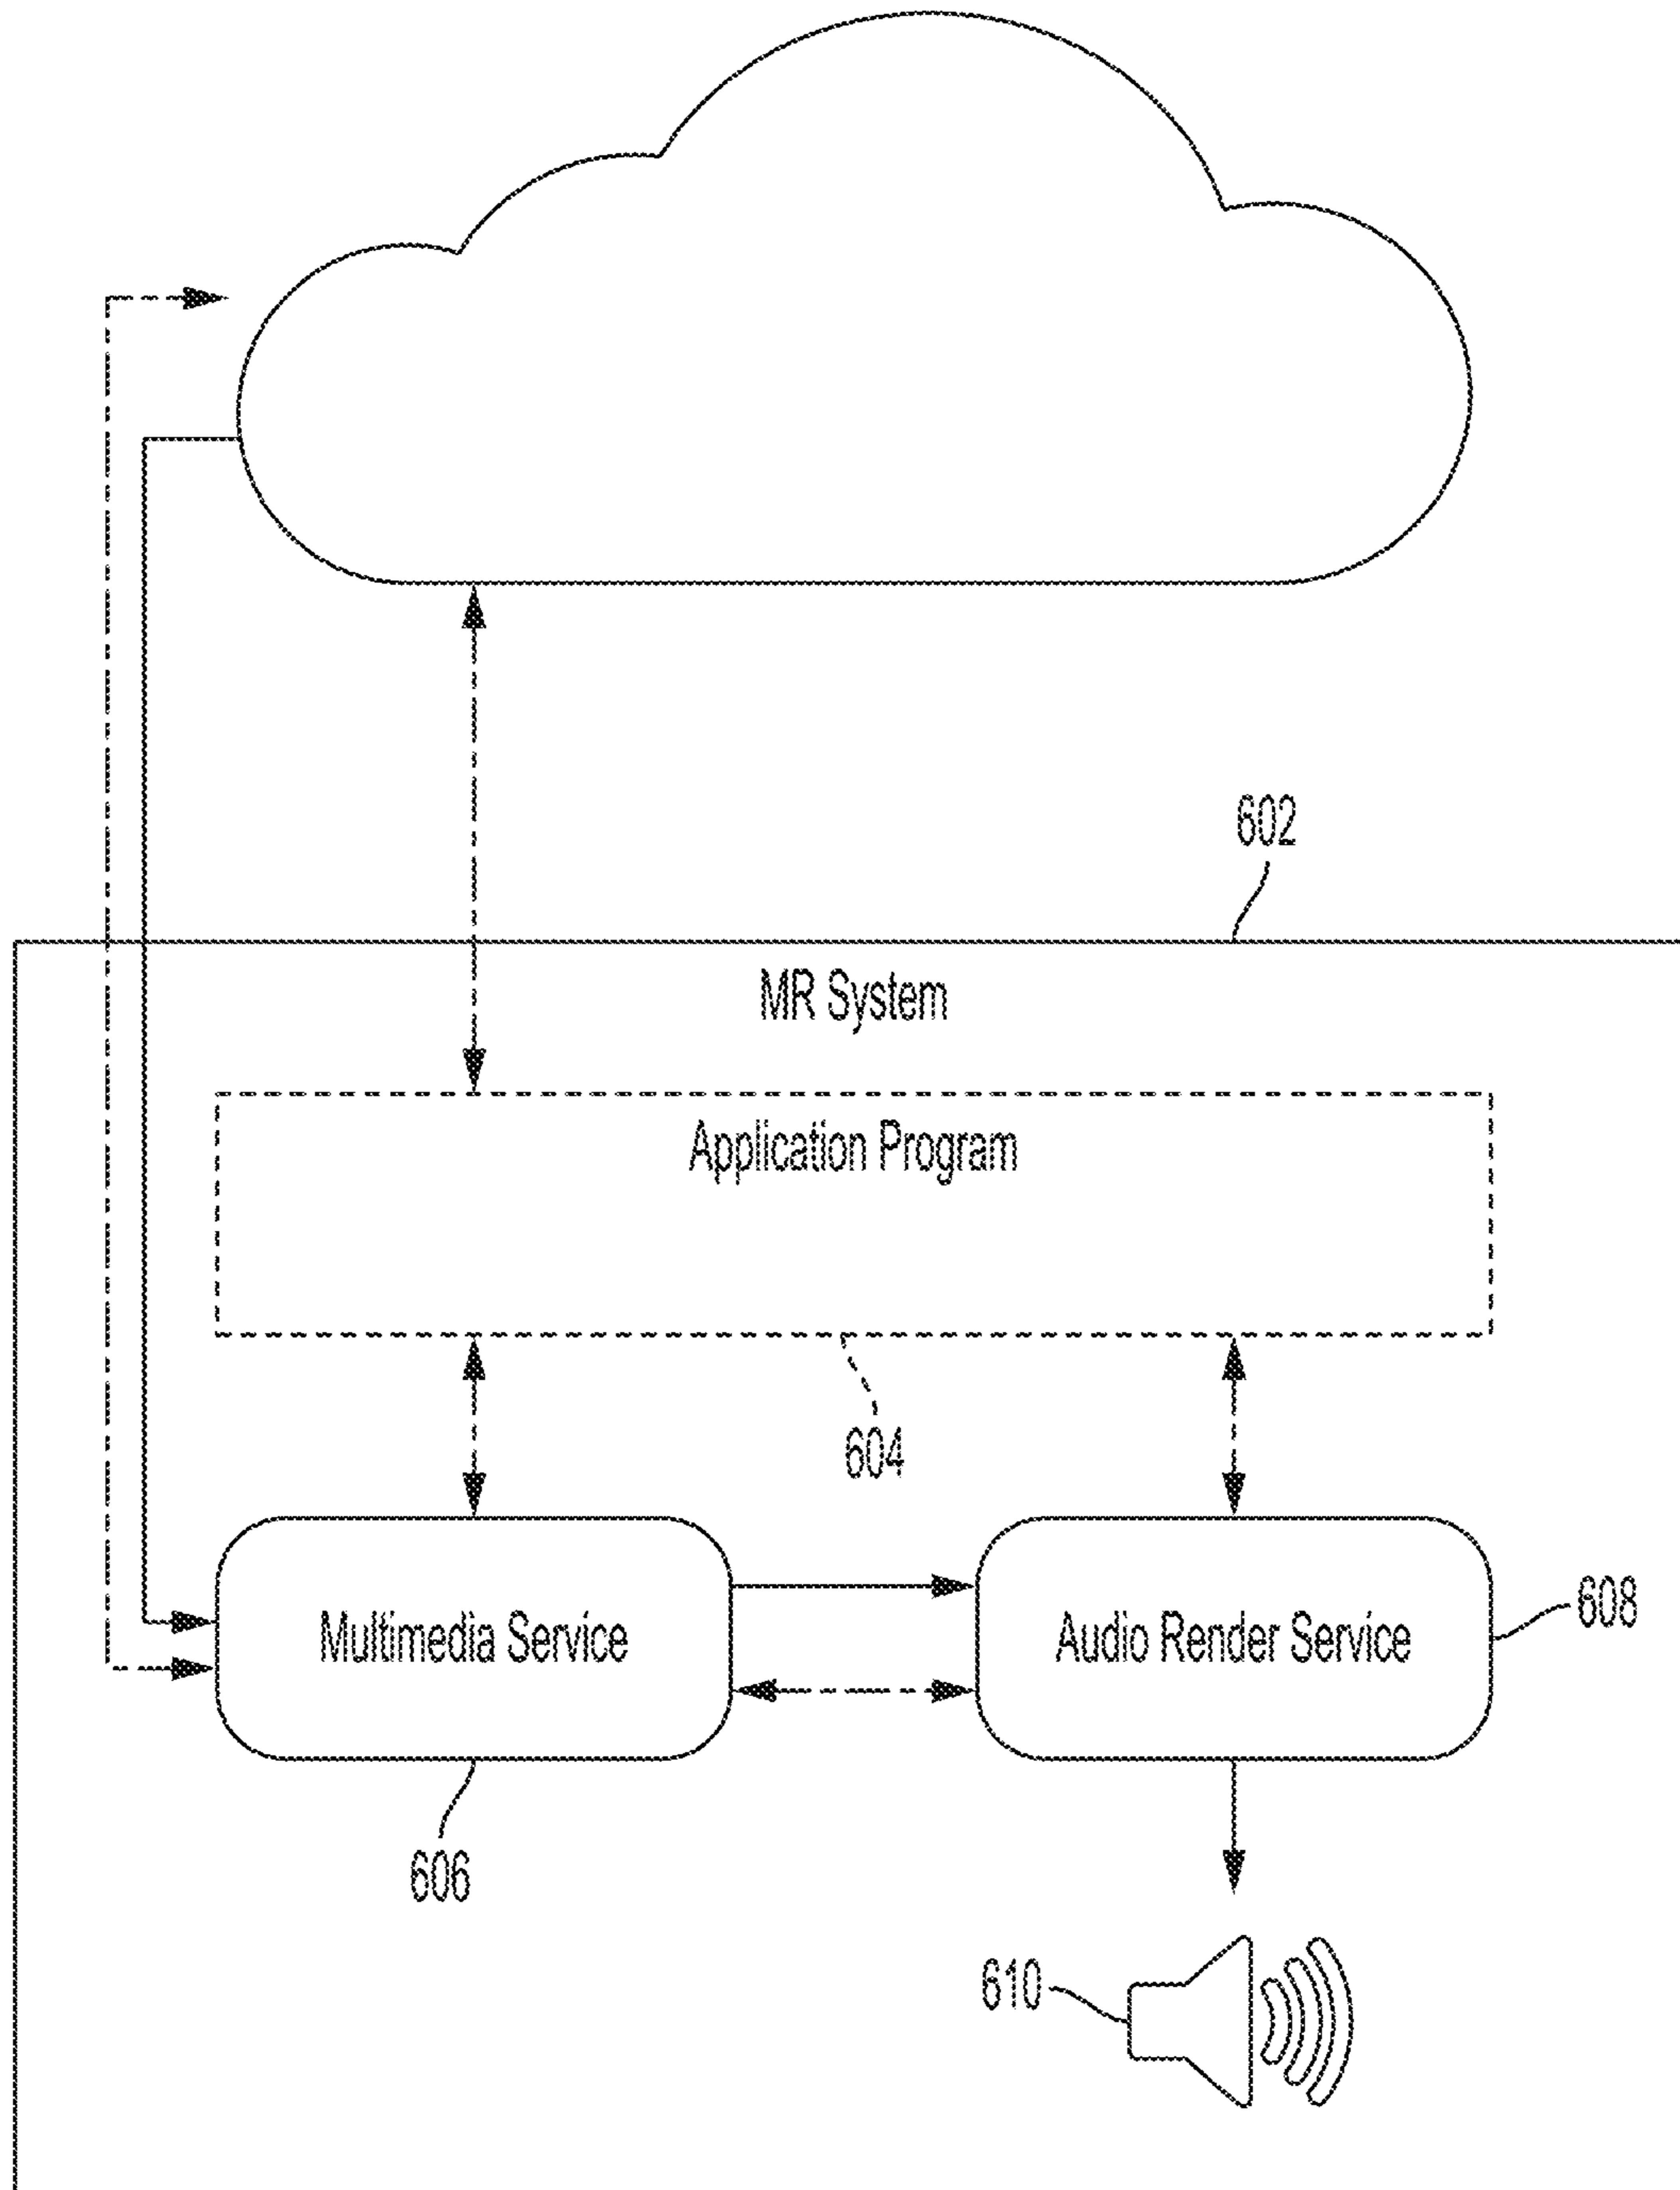 602
MR System
Application Program
604
Multimedia Service
Audio Render Service
608
606
610